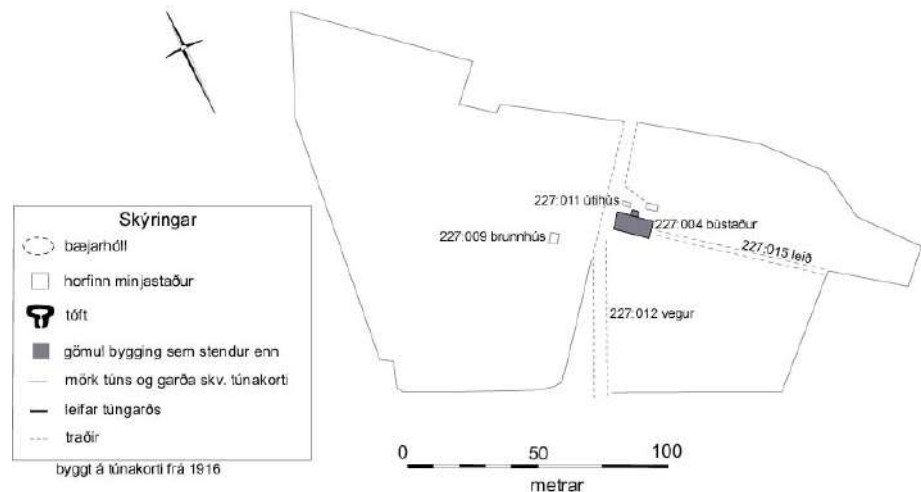 227:011 útihús
227:004 bústaður
227:009 brunnhús
227:015 leið
227:012 vegur
Skýringar
bæjarhóll
horfinn minjastaður
tóft
gömul bygging sem stendur enn
mörk túns og garða skv. túnakorti
leifar túngarðs
traðir
byggt á túnakorti frá 1916
0 50 100
metrar